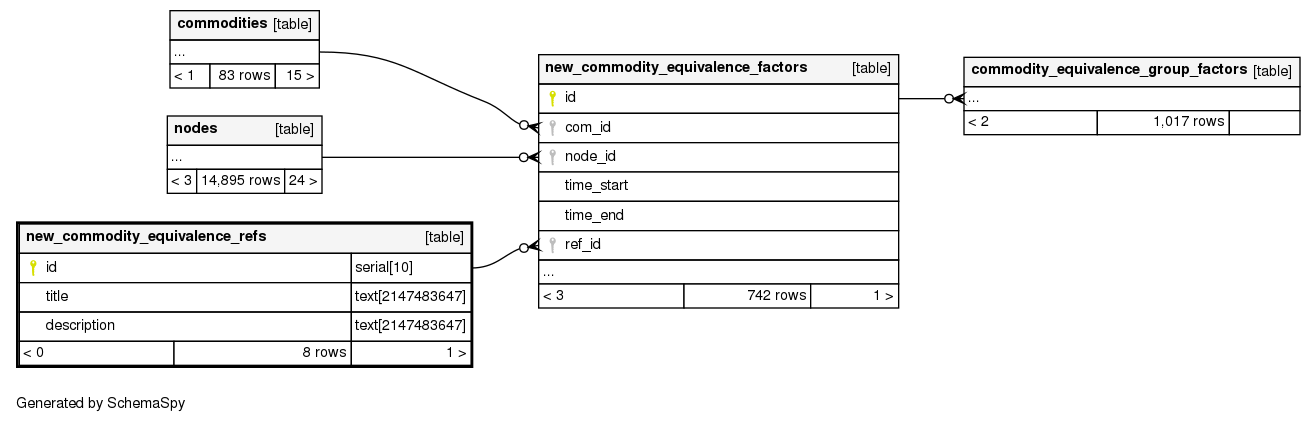 commodities [table]
...
< 1 83 rows 15 >
nodes [table]
...
< 3 14,895 rows 24 >
new_commodity_equivalence_refs [table]
id serial[10]
title text[2147483647]
description text[2147483647]
< 0 8 rows 1 >
new_commodity_equivalence_factors [table]
id
com_id
node_id
time_start
time_end
ref_id
...
< 3 742 rows 1 >
commodity_equivalence_group_factors [table]
...
< 2 1,017 rows
Generated by SchemaSpy